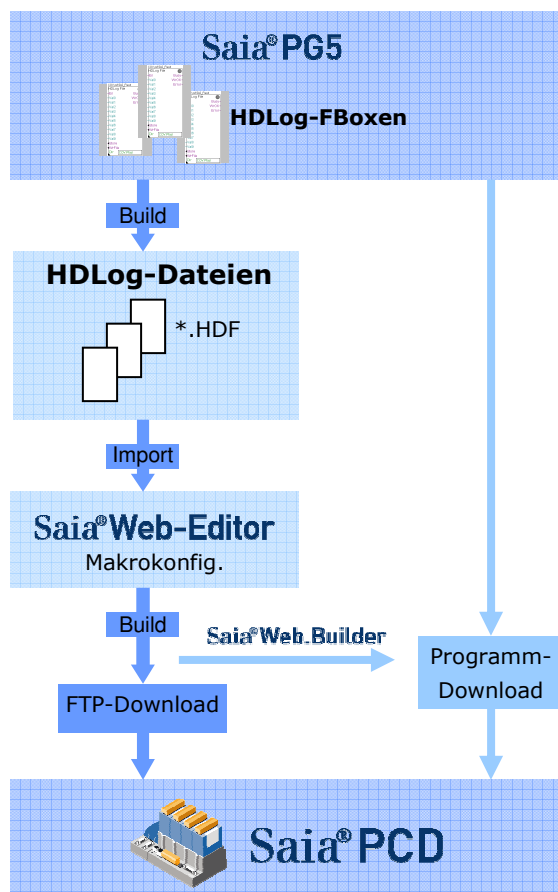 Saia® PG5
HDLog-FBoxen
Build
HDLog-Dateien
*.HDF
Import
Saia® Web-Editor
Makrokonfig.
Build
Saia® Web.Builder
Programm-
Download
FTP-Download
Saia® PCD